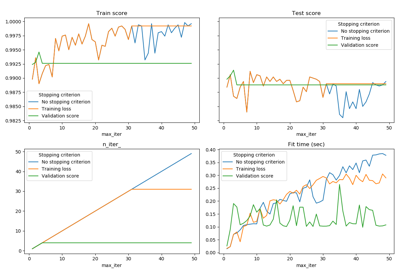 Train score
1.0000
0.9975
0.9950
0.9925
0.9900
0.9875
0.9850
0.9825
Stopping criterion
No stopping criterion
Training loss
Validation score
0 10 20 30 40 50
max_iter
Test score
Stopping criterion
No stopping criterion
Training loss
Validation score
0 10 20 30 40 50
max_iter
n_iter_
50
40
30
20
10
0
Stopping criterion
No stopping criterion
Training loss
Validation score
0 10 20 30 40 50
max_iter
Fit time (sec)
0.40
0.35
0.30
0.25
0.20
0.15
0.10
0.05
0.00
Stopping criterion
No stopping criterion
Training loss
Validation score
0 10 20 30 40 50
max_iter